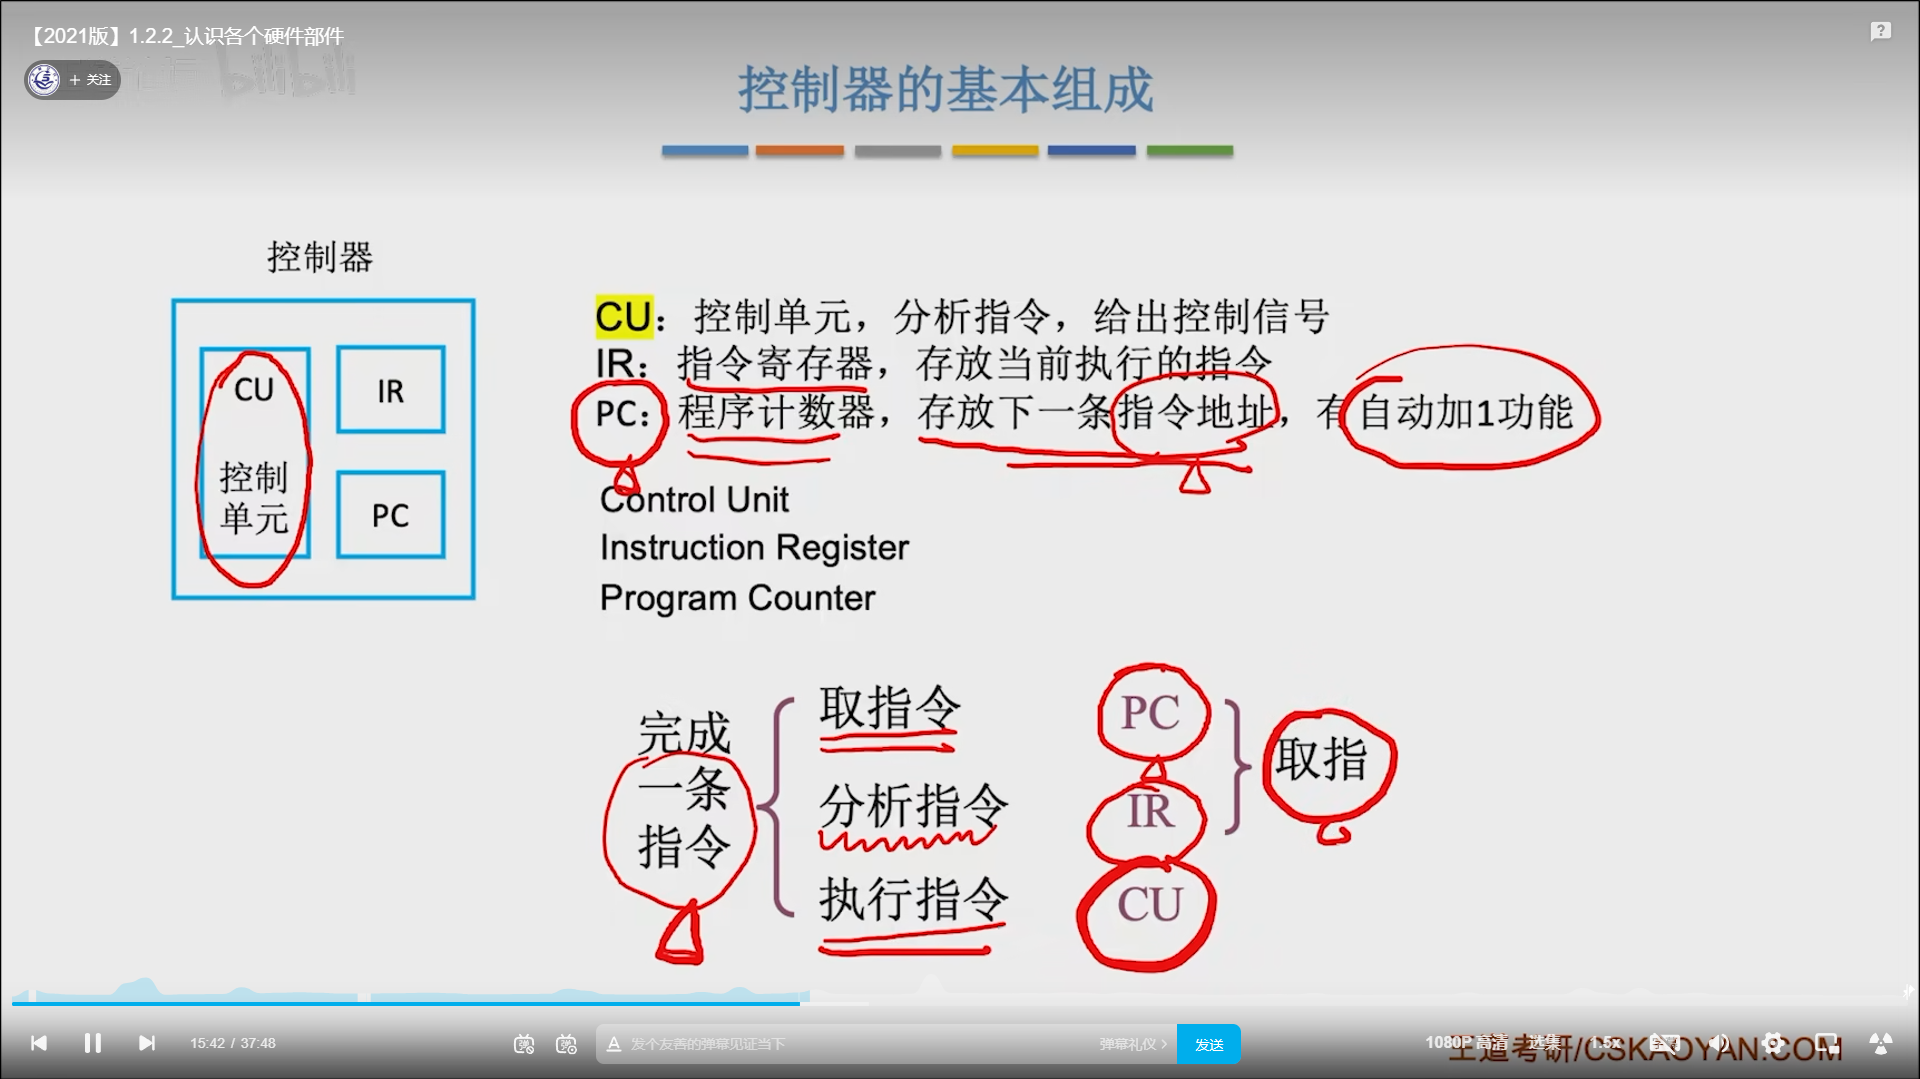 【2021版】1.2.2_认识各个硬件部件
+ 关注
bilibili
控制器的基本组成
控制器
CU
控制
单元
IR
PC
CU：控制单元，分析指令，给出控制信号
IR：指令寄存器，存放当前执行的指令
PC：程序计数器，存放下一条指令地址，有自动加1功能
Control Unit
Instruction Register
Program Counter
完成
一条
指令
取指令
分析指令
执行指令
PC
IR
CU
取指
15:42 / 37:48
发个友善的弹幕见证当下
弹幕礼仪
发送
1080P 高清
选集
1.5x
王道考研/CSKAOYAN.COM